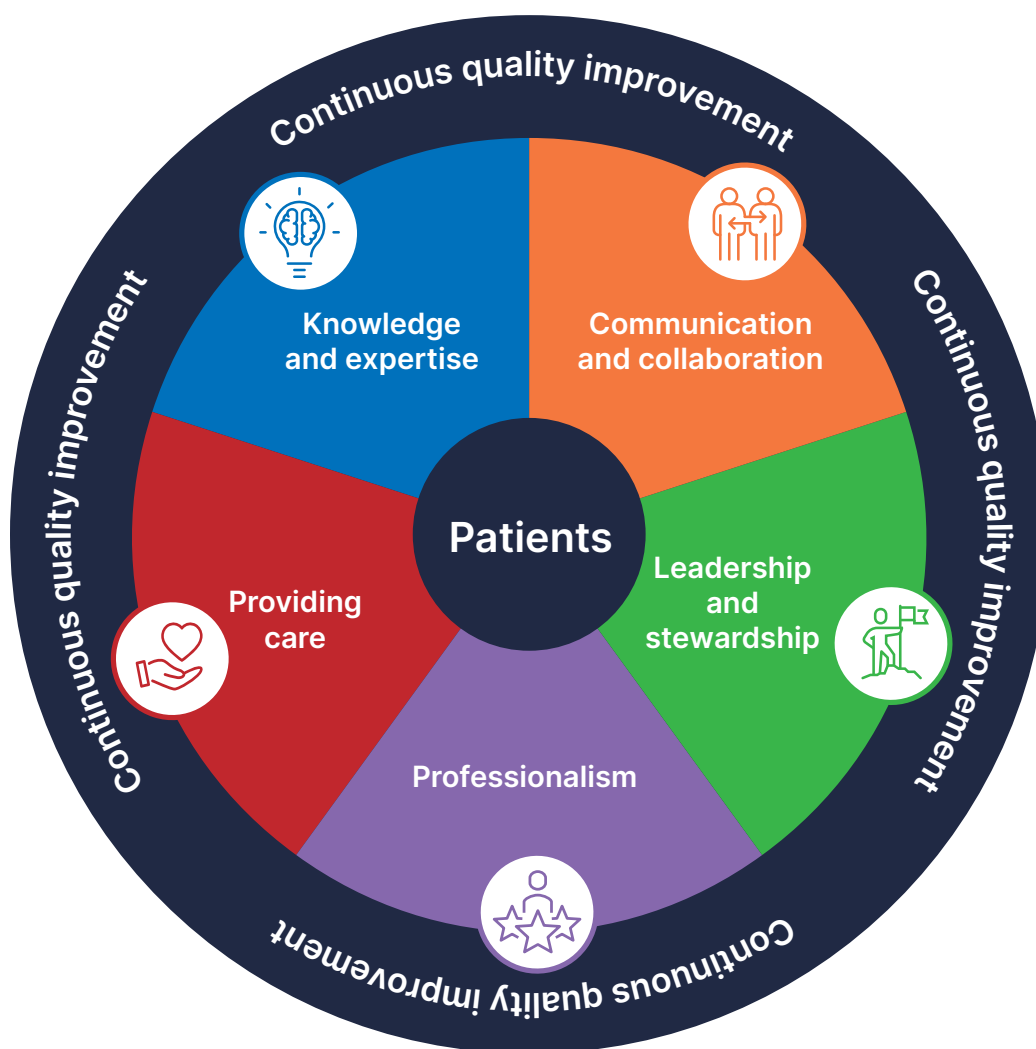 Continuous quality improvement
Continuous quality improvement
Continuous quality improvement
Continuous quality improvement
Knowledge
and expertise
Communication
and collaboration
Patients
Leadership
and
stewardship
Providing
care
Professionalism